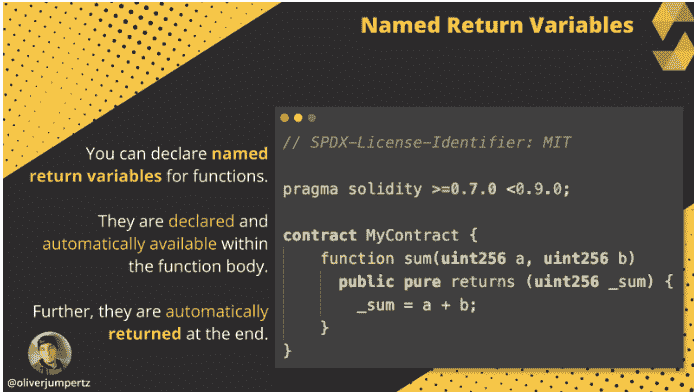 Named Return Variables
You can declare named
return variables for functions.
They are declared and
automatically available within
the function body.
Further, they are automatically
returned at the end.
// SPDX-License-Identifier: MIT
pragma solidity >=0.7.0 <0.9.0;
contract MyContract {
function sum(uint256 a, uint256 b)
public pure returns (uint256 _sum) {
_sum = a + b;
}
}
@oliverjumpertz